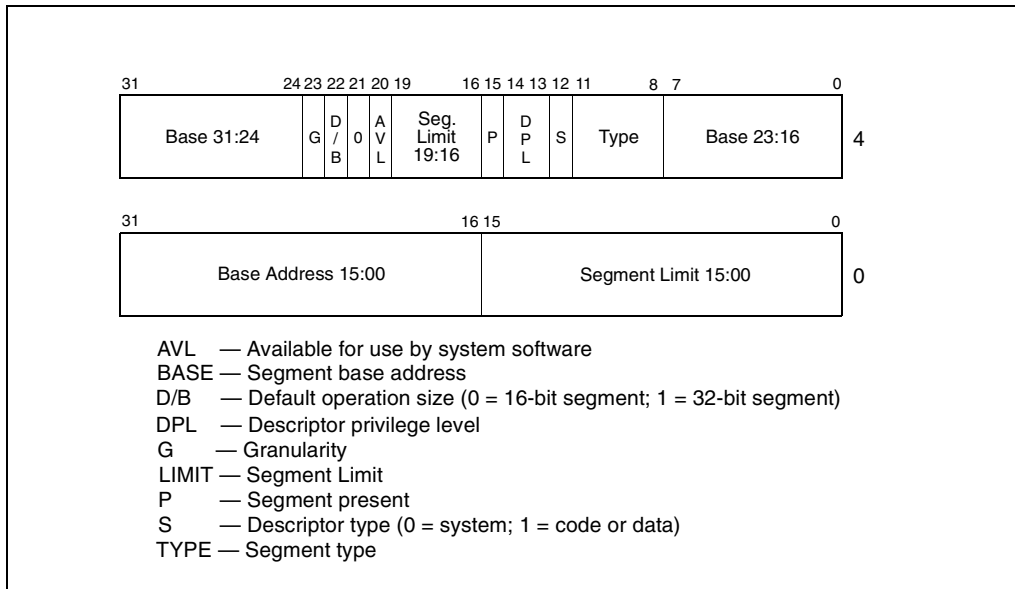 31 24 23 22 21 20 19 16 15 14 13 12 11 8 7 0
Base 31:24 G D/B 0 AVL Seg. Limit 19:16 P DPL S Type Base 23:16 4
31 16 15 0
Base Address 15:00 Segment Limit 15:00 0
AVL — Available for use by system software
BASE — Segment base address
D/B — Default operation size (0 = 16-bit segment; 1 = 32-bit segment)
DPL — Descriptor privilege level
G — Granularity
LIMIT — Segment Limit
P — Segment present
S — Descriptor type (0 = system; 1 = code or data)
TYPE — Segment type